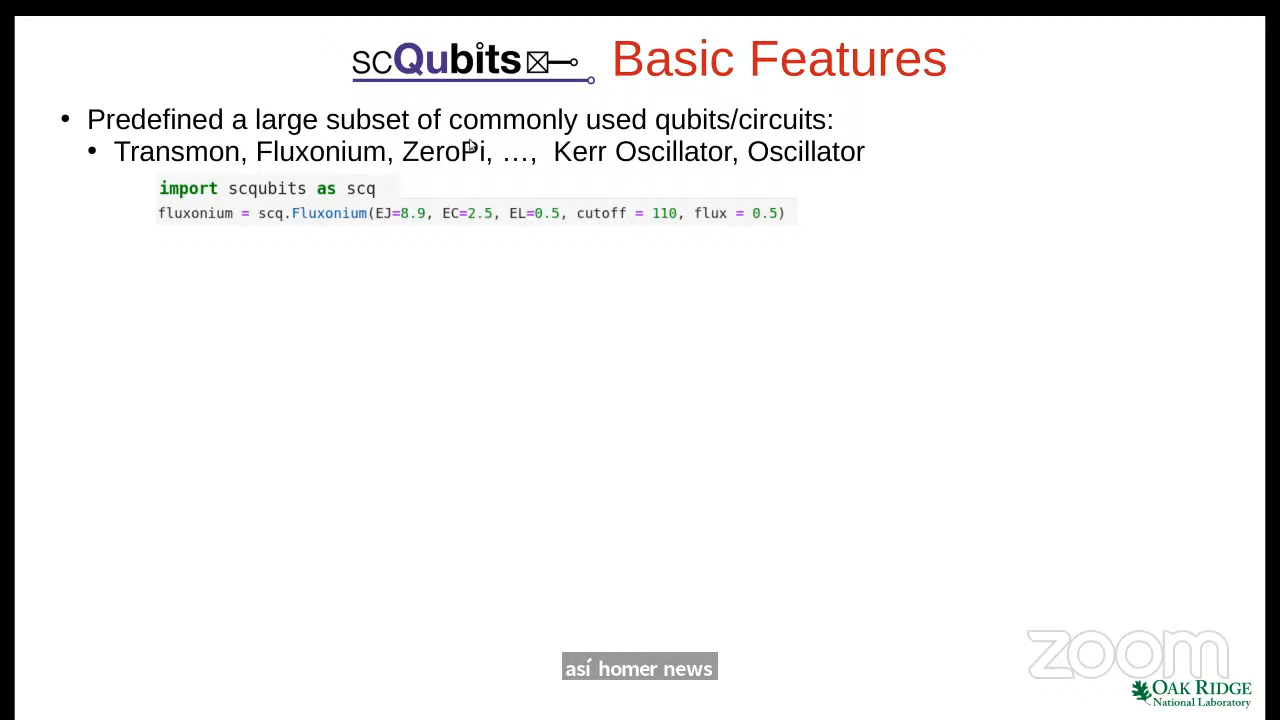 scQubits Basic Features
• Predefined a large subset of commonly used qubits/circuits:
• Transmon, Fluxonium, ZeroPi, …, Kerr Oscillator, Oscillator
import scqubits as scq
fluxonium = scq.Fluxonium(EJ=8.9, EC=2.5, EL=0.5, cutoff = 110, flux = 0.5)
así homer news
zoom
OAK RIDGE
National Laboratory